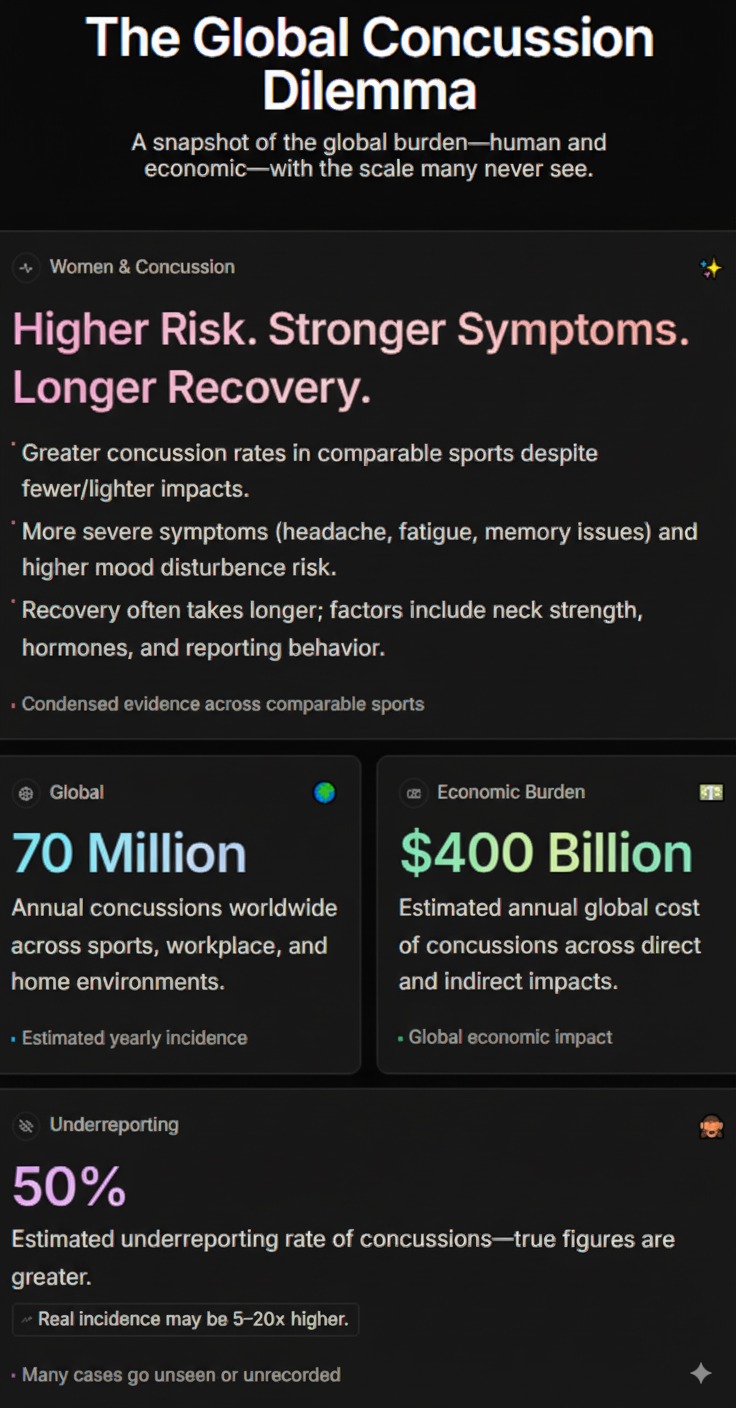 The Global Concussion
Dilemma
A snapshot of the global burden—human and
economic—with the scale many never see.
Women & Concussion
Higher Risk. Stronger Symptoms.
Longer Recovery.
Greater concussion rates in comparable sports despite
fewer/lighter impacts.
More severe symptoms (headache, fatigue, memory issues) and
higher mood disturbence risk.
Recovery often takes longer; factors include neck strength,
hormones, and reporting behavior.
Condensed evidence across comparable sports
Global
70 Million
Annual concussions worldwide
across sports, workplace, and
home environments.
Estimated yearly incidence
Economic Burden
$400 Billion
Estimated annual global cost
of concussions across direct
and indirect impacts.
Global economic impact
Underreporting
50%
Estimated underreporting rate of concussions—true figures are
greater.
Real incidence may be 5–20x higher.
Many cases go unseen or unrecorded